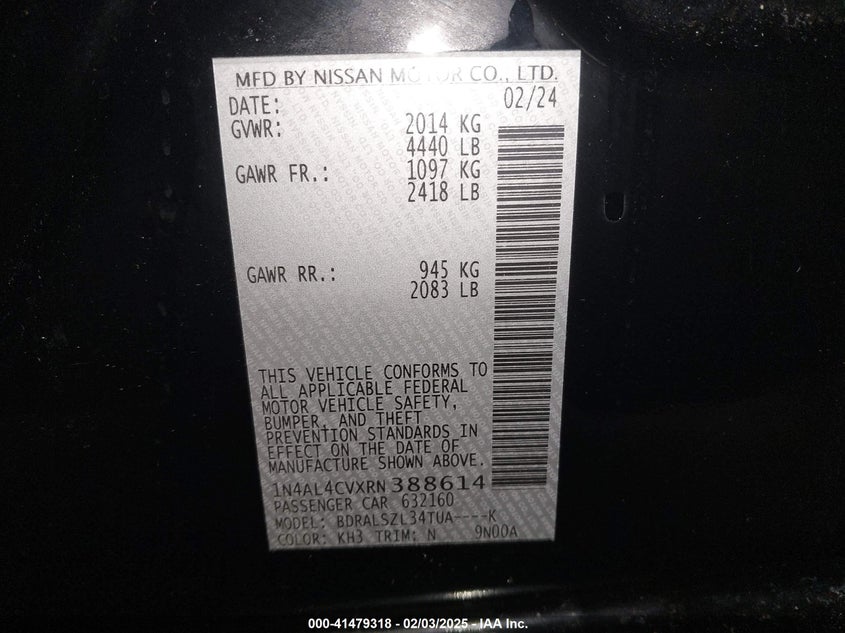 MFD BY NISSAN MOTOR CO., LTD.
DATE: 02/24
GVWR: 2014 KG
4440 LB
GAWR FR.: 1097 KG
2418 LB
GAWR RR.: 945 KG
2083 LB
THIS VEHICLE CONFORMS TO
ALL APPLICABLE FEDERAL
MOTOR VEHICLE SAFETY,
BUMPER, AND THEFT
PREVENTION STANDARDS IN
EFFECT ON THE DATE OF
MANUFACTURE SHOWN ABOVE.
1N4AL4CVXRN388614
PASSENGER CAR 632160
MODEL: BDRALSZL34TUA----K
COLOR: KH3 TRIM: N 9N00A
000-41479318 - 02/03/2025 - IAA Inc.